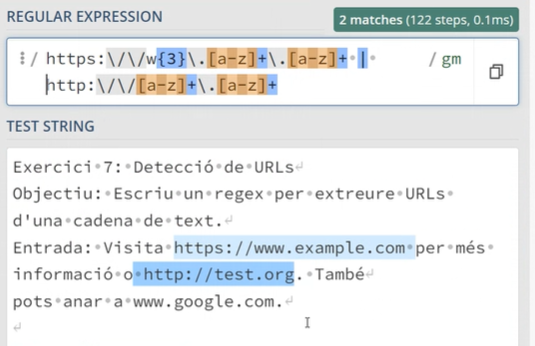 REGULAR EXPRESSION
2 matches (122 steps, 0.1ms)
/ https:\/\/w{3}\.[a-z]+\.[a-z]+ | / gm
http:\/\/[a-z]+\.[a-z]+
TEST STRING
Exercici 7: Detecció de URLs
Objectiu: Escriu un regex per extreure URLs
d'una cadena de text.
Entrada: Visita https://www.example.com per més
informació o http://test.org. També
pots anar a www.google.com.